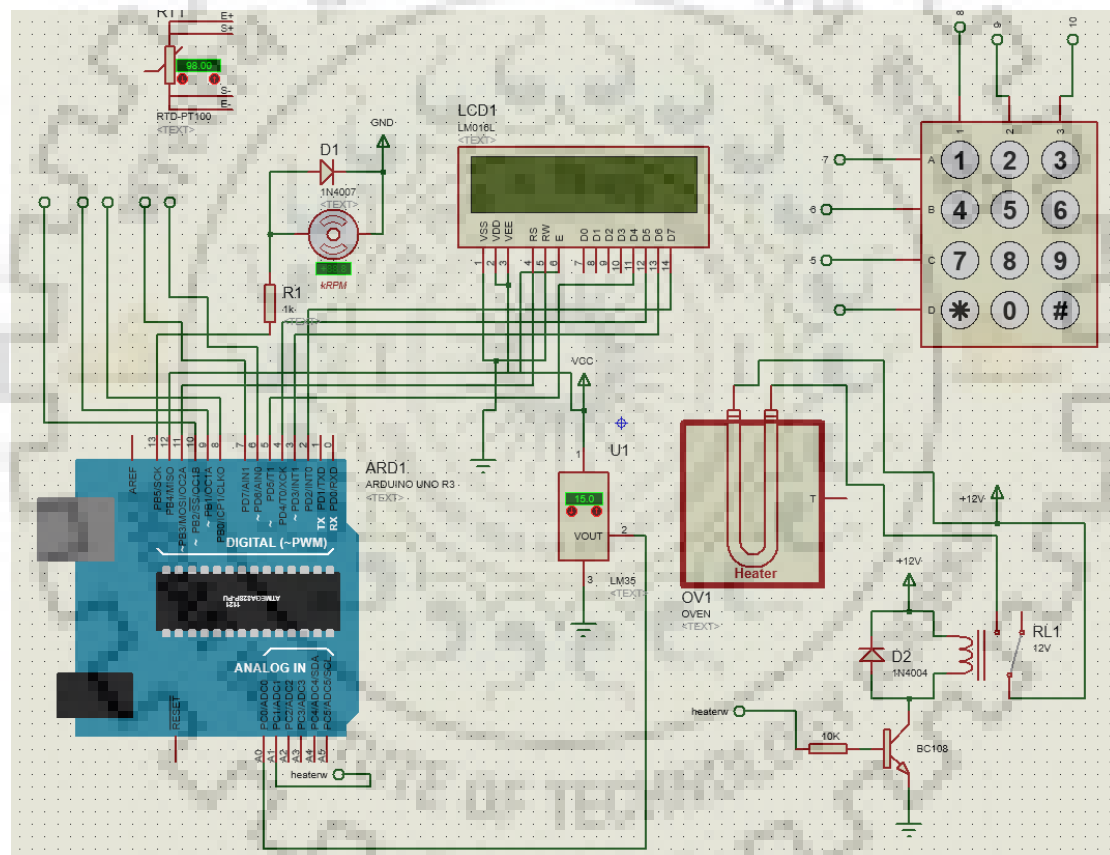 RT1
E+
S+
98.00
S-
E-
RTD-PT100
<TEXT>
8
9
10
GND
D1
1N4007
<TEXT>
kRPM
R1
1k
<TEXT>
LCD1
LM016L
<TEXT>
VSS VDD VEE RS RW E D0 D1 D2 D3 D4 D5 D6 D7
1 2 3 4 5 6 7 8 9 10 11 12 13 14
1 2 3
7 A 1 2 3
6 B 4 5 6
5 C 7 8 9
D * 0 #
VCC
U1
1
15.0
VOUT 2
3
LM35
<TEXT>
13 12 11 10 9 8 7 6 5 4 3 2 1 0
ARD1
ARDUINO UNO R3
<TEXT>
AREF
PB5/SCK
PB4/MISO
~PB3/MOSI/OC2A
~PB2/SS/OC1B
~PB1/OC1A
PB0/ICP1/CLKO
PD7/AIN1
~PD6/AIN0
~PD5/T1
PD4/T0/XCK
~PD3/INT1
PD2/INT0
TX PD1/TXD
RX PD0/RXD
DIGITAL (~PWM)
ATMEGA328P-PU
1121
ANALOG IN
RESET
PC0/ADC0
PC1/ADC1
PC2/ADC2
PC3/ADC3
PC4/ADC4/SDA
PC5/ADC5/SCL
A0 A1 A2 A3 A4 A5
heaterw
T
Heater
OV1
OVEN
<TEXT>
+12V
+12V
RL1
12V
D2
1N4004
heaterw
10K
BC108